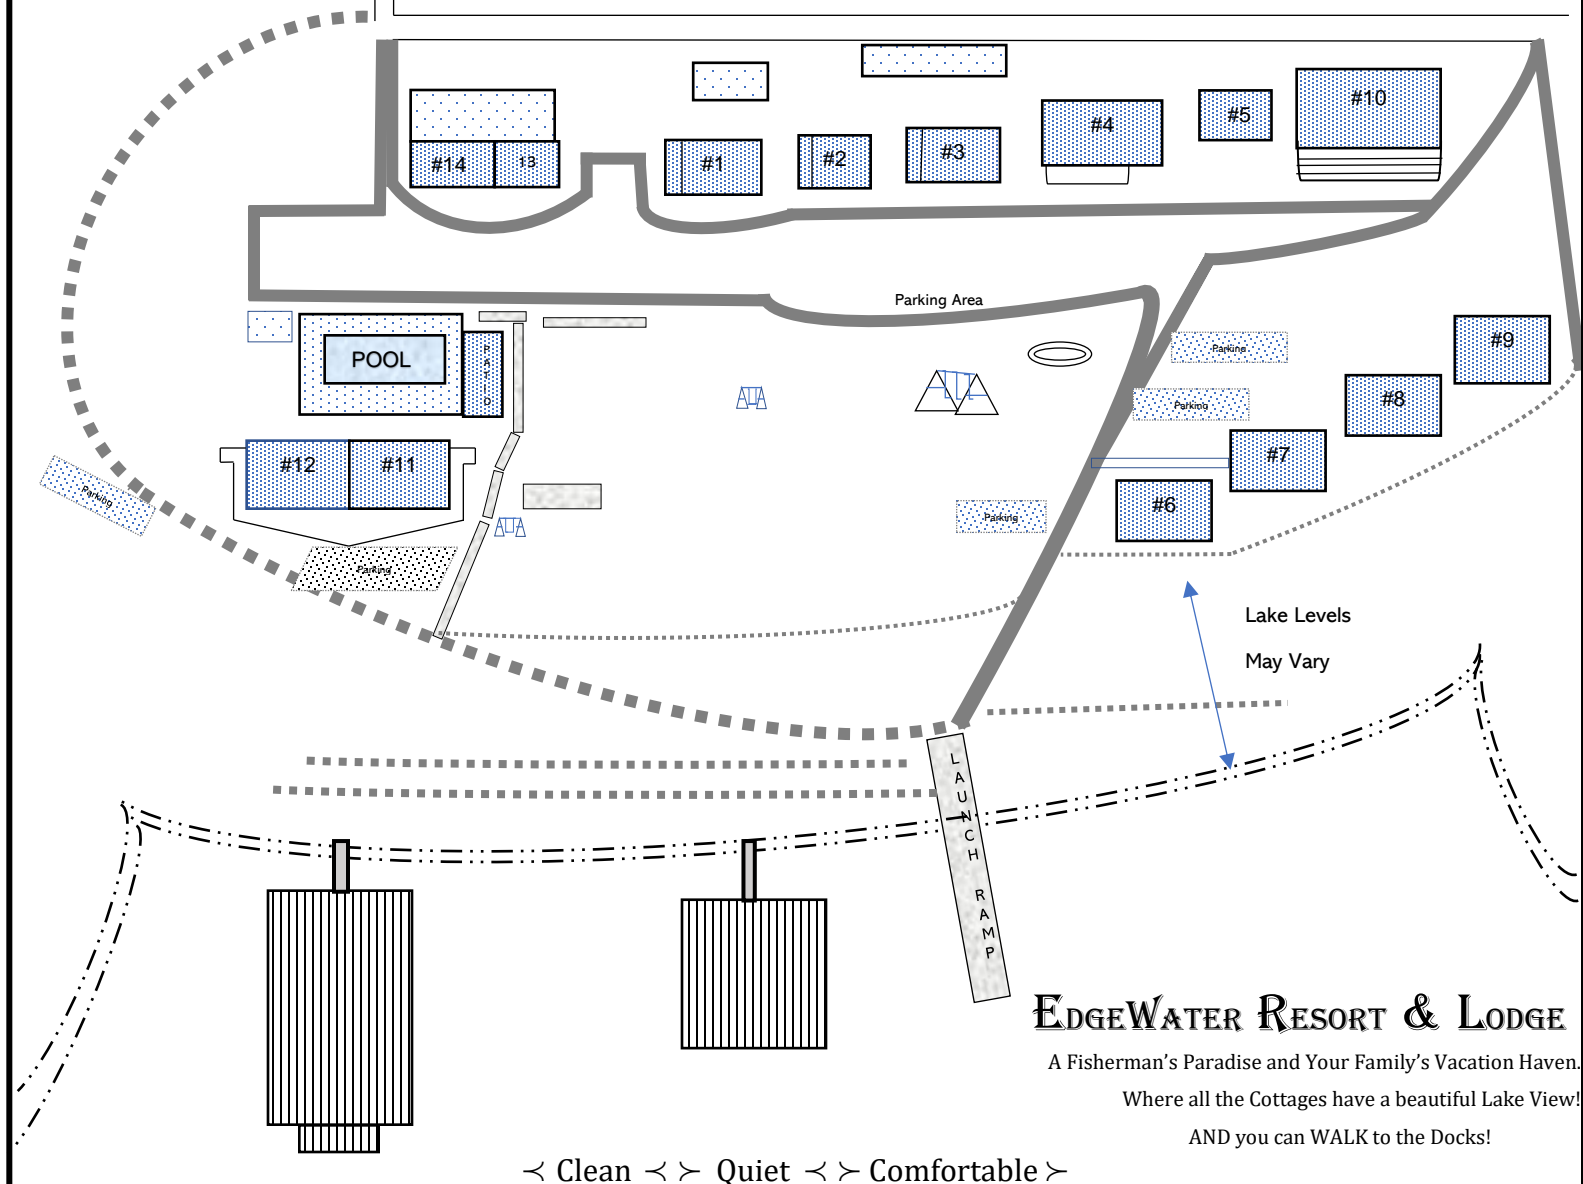 #10
#5
#4
#14
13
#1
#2
#3
Parking Area
#9
Parking
POOL
PATIO
#8
Parking
#7
#12
#11
Parking
#6
Parking
Parking
Lake Levels
May Vary
LAUNCH RAMP
EDGEWATER RESORT & LODGE
A Fisherman’s Paradise and Your Family’s Vacation Haven.
Where all the Cottages have a beautiful Lake View!
AND you can WALK to the Docks!
≺ Clean ≺ ≻ Quiet ≺ ≻ Comfortable ≻